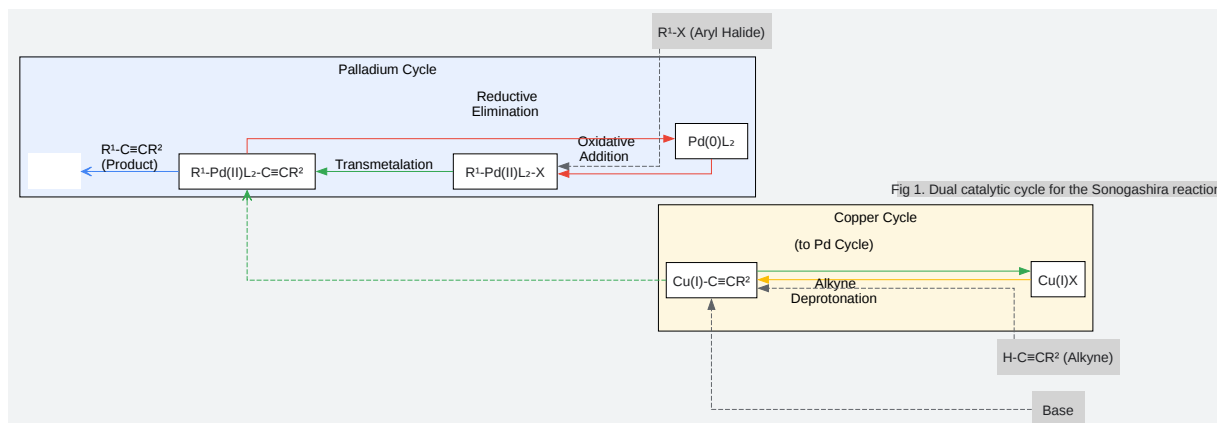 R¹-X (Aryl Halide)
Palladium Cycle
Reductive
Elimination
Oxidative
Addition
Pd(0)L₂
R¹-C≡CR²
(Product)
R¹-Pd(II)L₂-C≡CR²
Transmetalation
R¹-Pd(II)L₂-X
Fig 1. Dual catalytic cycle for the Sonogashira reaction
Copper Cycle
(to Pd Cycle)
Cu(I)-C≡CR²
Alkyne
Deprotonation
Cu(I)X
H-C≡CR² (Alkyne)
Base